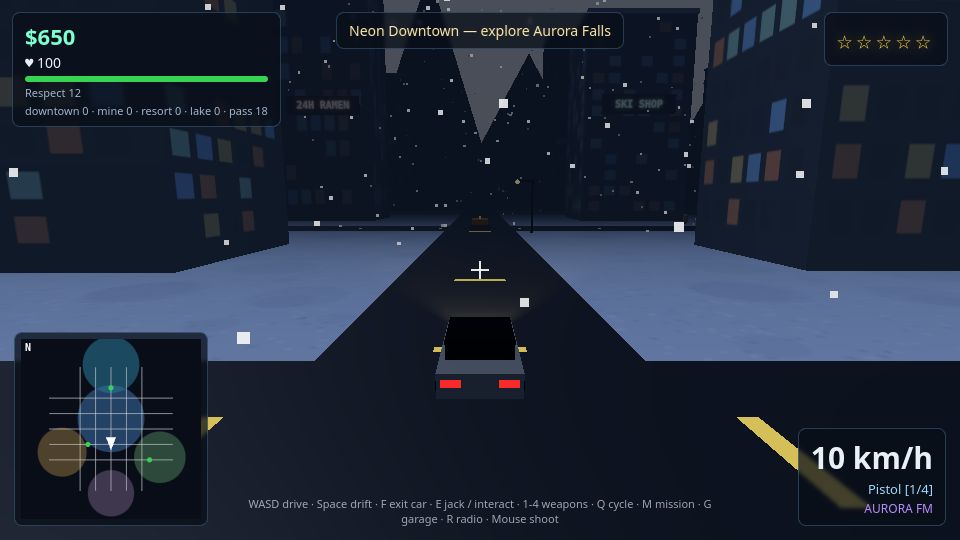 $650
♥ 100
Respect 12
downtown 0 · mine 0 · resort 0 · lake 0 · pass 18
Neon Downtown — explore Aurora Falls
☆☆☆☆☆
24H RAMEN
SKI SHOP
N
WASD drive · Space drift · F exit car · E jack / interact · 1-4 weapons · Q cycle · M mission · G
garage · R radio · Mouse shoot
10 km/h
Pistol [1/4]
AURORA FM